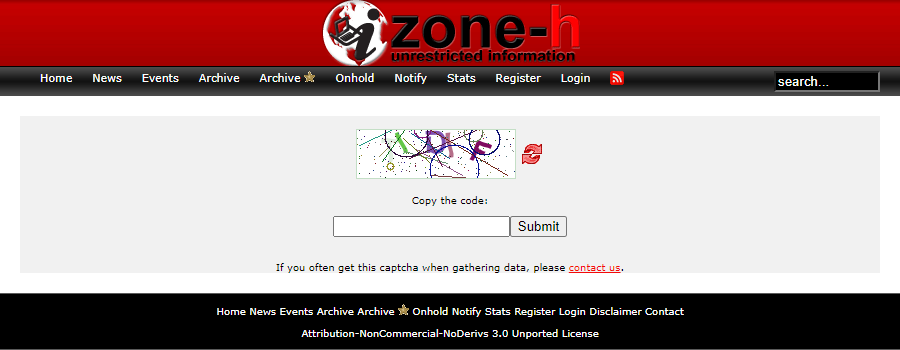 zone-h
unrestricted information
Home News Events Archive Archive Onhold Notify Stats Register Login search...
Copy the code:
Submit
If you often get this captcha when gathering data, please contact us.
Home News Events Archive Archive Onhold Notify Stats Register Login Disclaimer Contact
Attribution-NonCommercial-NoDerivs 3.0 Unported License